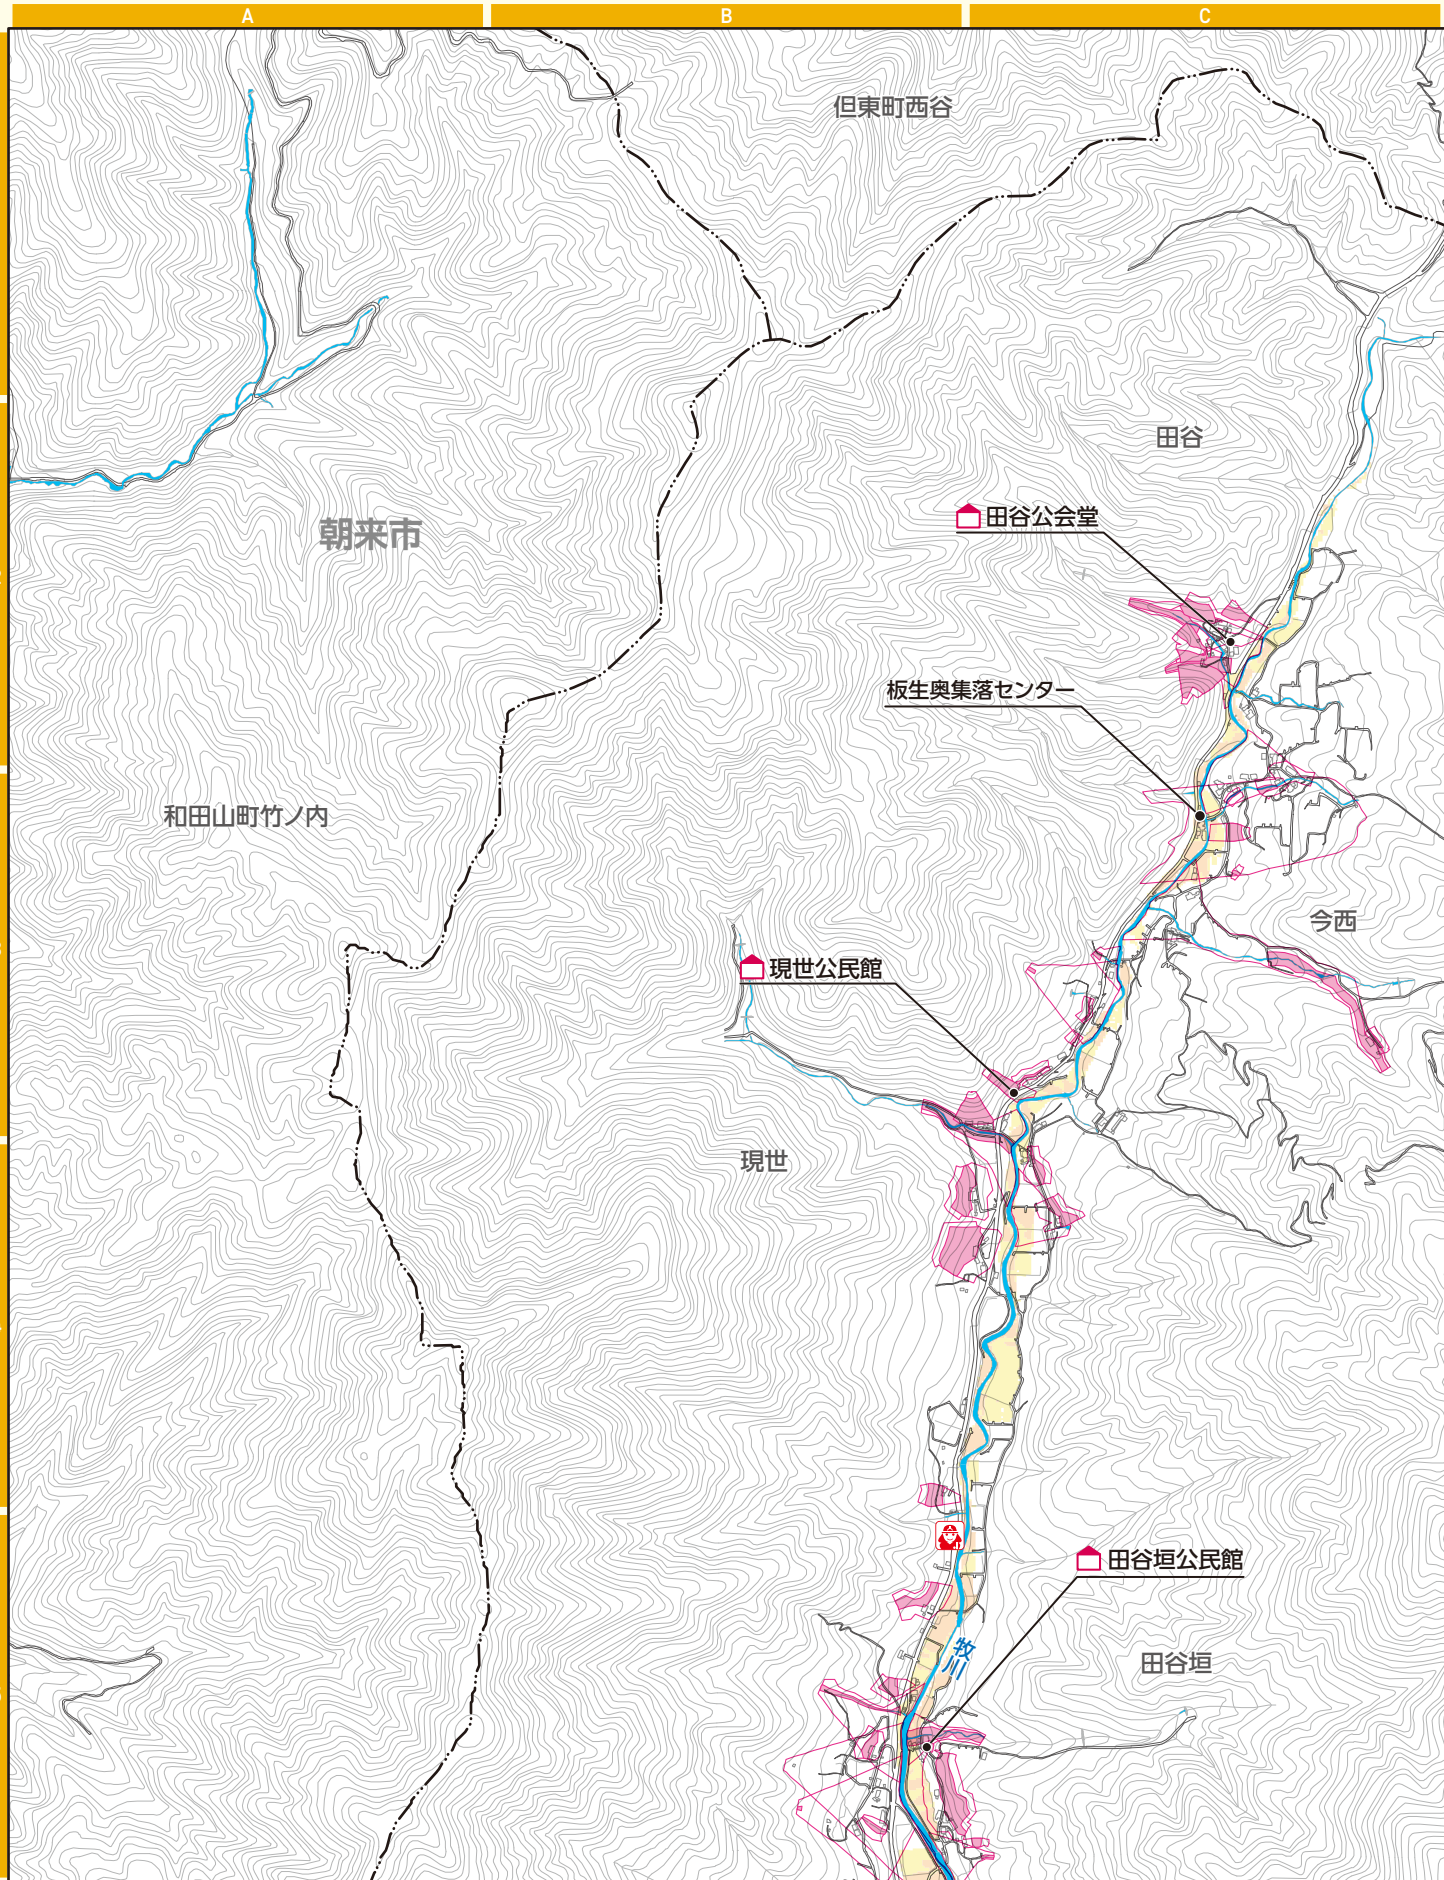 A
B
C
但東町西谷
田谷
田谷公会堂
朝来市
板生奥集落センター
和田山町竹ノ内
今西
現世公民館
現世
田谷垣公民館
牧川
田谷垣